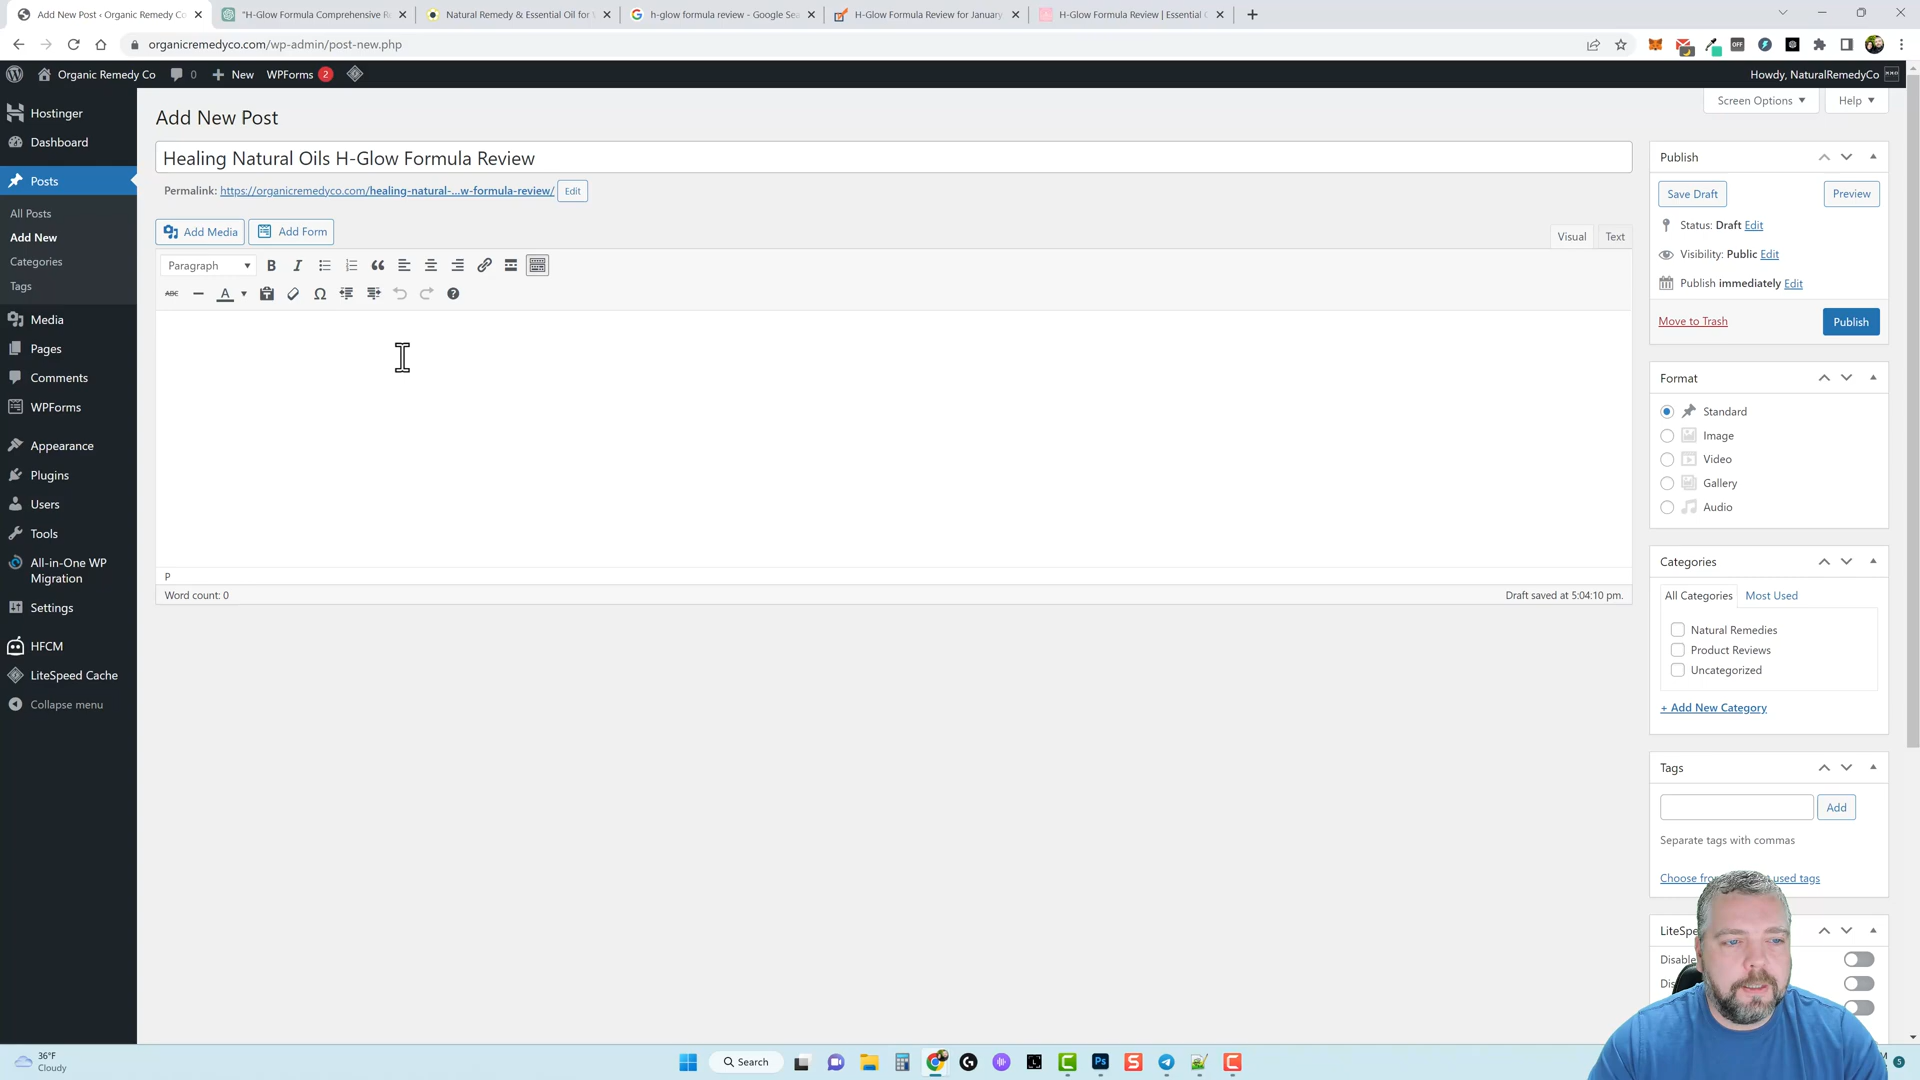 Add New Post ‹ Organic Remedy Co
"H-Glow Formula Comprehensive R
Natural Remedy & Essential Oil for
h-glow formula review - Google Sea
H-Glow Formula Review for January
H-Glow Formula Review | Essential
organicremedyco.com/wp-admin/post-new.php
Organic Remedy Co
0
New
WPForms 2
Howdy, NaturalRemedyCo
Screen Options
Help
Hostinger
Dashboard
Posts
All Posts
Add New
Categories
Tags
Media
Pages
Comments
WPForms
Appearance
Plugins
Users
Tools
All-in-One WP
Migration
Settings
HFCM
LiteSpeed Cache
Collapse menu
Add New Post
Healing Natural Oils H-Glow Formula Review
Permalink: https://organicremedyco.com/healing-natural-...w-formula-review/ Edit
Add Media
Add Form
Visual
Text
Paragraph
B
I
ABC
A
Ω
P
Word count: 0
Draft saved at 5:04:10 pm.
Publish
Save Draft
Preview
Status: Draft Edit
Visibility: Public Edit
Publish immediately Edit
Move to Trash
Publish
Format
Standard
Image
Video
Gallery
Audio
Categories
All Categories
Most Used
Natural Remedies
Product Reviews
Uncategorized
+ Add New Category
Tags
Add
Separate tags with commas
Choose used tags
LiteSpe
Disable
36°F
Cloudy
Search
5